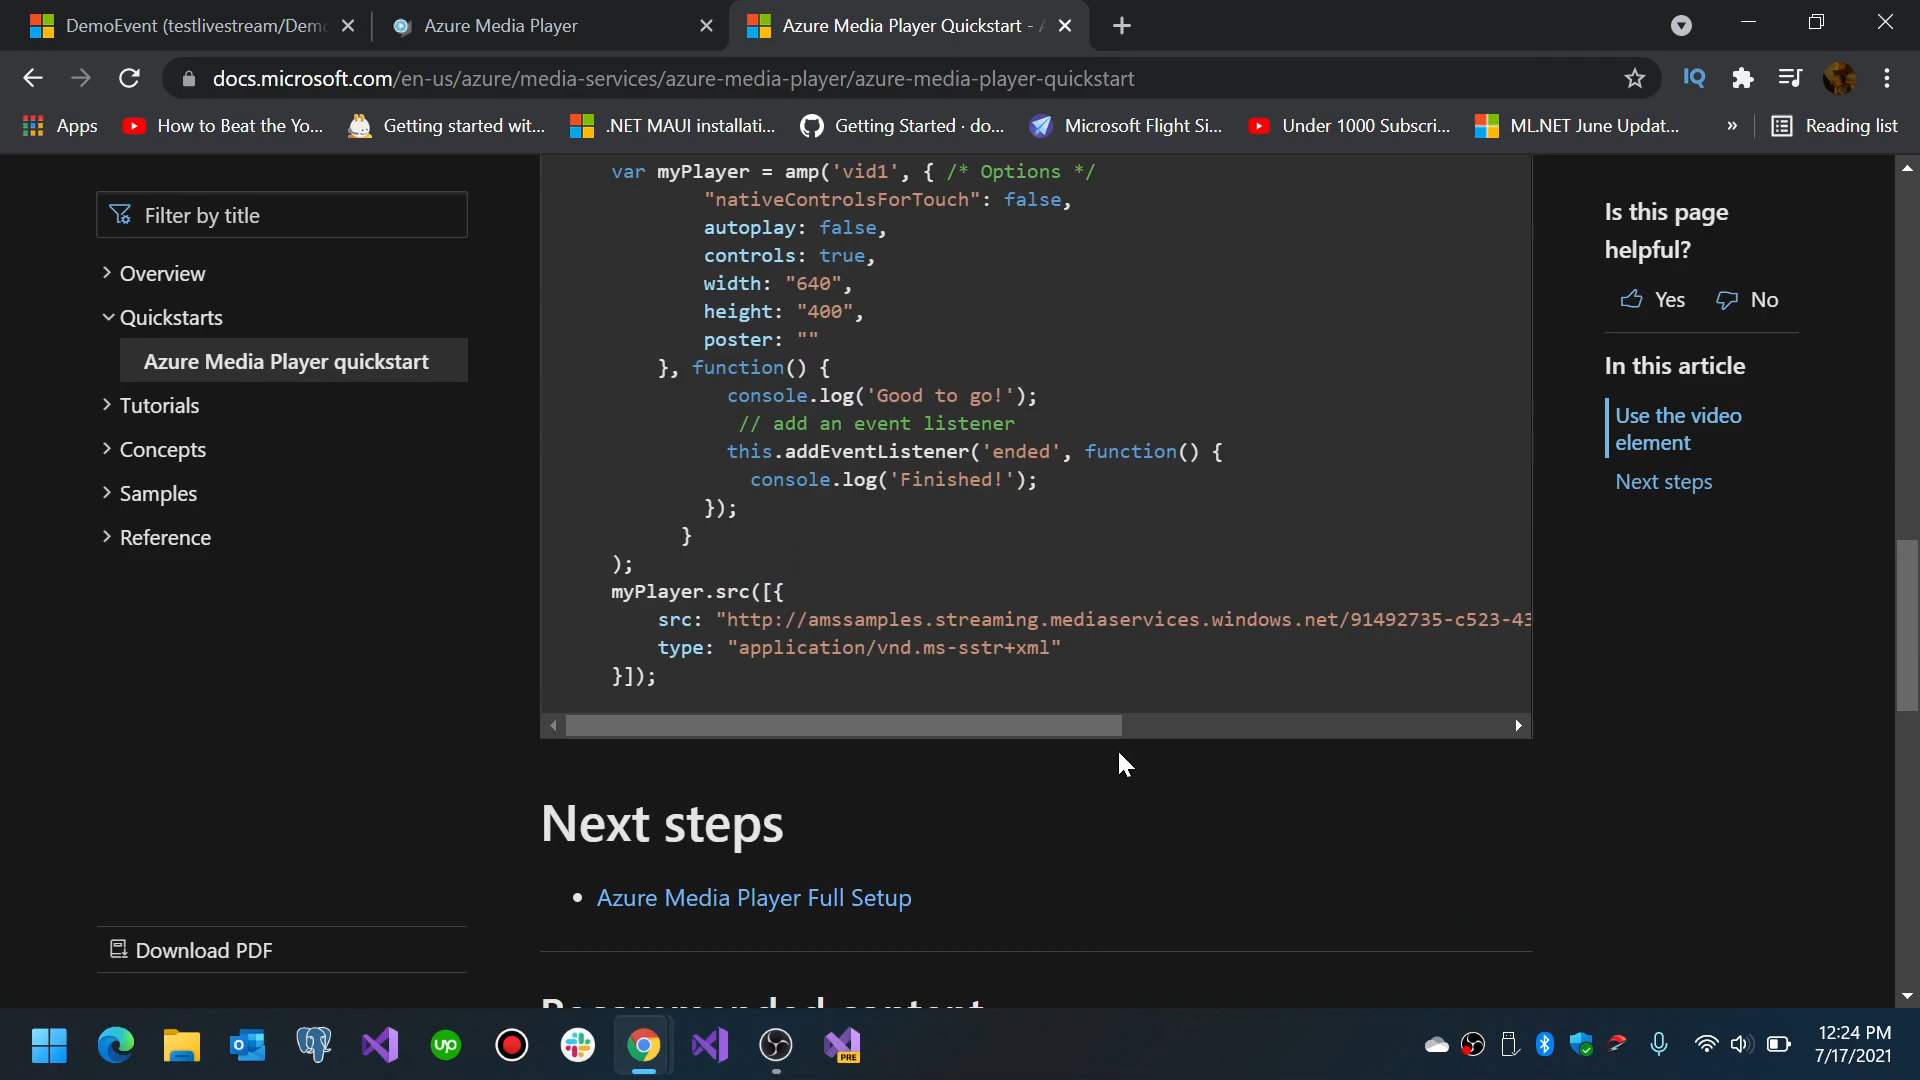 DemoEvent (testlivestream/Dem
Azure Media Player
Azure Media Player Quickstart -
docs.microsoft.com/en-us/azure/media-services/azure-media-player/azure-media-player-quickstart
IQ
Apps
How to Beat the Yo...
Getting started wit...
.NET MAUI installati...
Getting Started · do...
Microsoft Flight Si...
Under 1000 Subscri...
ML.NET June Updat...
»
Reading list
Filter by title
Overview
Quickstarts
Azure Media Player quickstart
Tutorials
Concepts
Samples
Reference
Download PDF
var myPlayer = amp('vid1', { /* Options */
"nativeControlsForTouch": false,
autoplay: false,
controls: true,
width: "640",
height: "400",
poster: ""
}, function() {
console.log('Good to go!');
// add an event listener
this.addEventListener('ended', function() {
console.log('Finished!');
});
}
);
myPlayer.src([{
src: "http://amssamples.streaming.mediaservices.windows.net/91492735-c523-43
type: "application/vnd.ms-sstr+xml"
}]);
Next steps
• Azure Media Player Full Setup
Recommended content
Is this page
helpful?
Yes
No
In this article
Use the video
element
Next steps
up
PRE
12:24 PM
7/17/2021